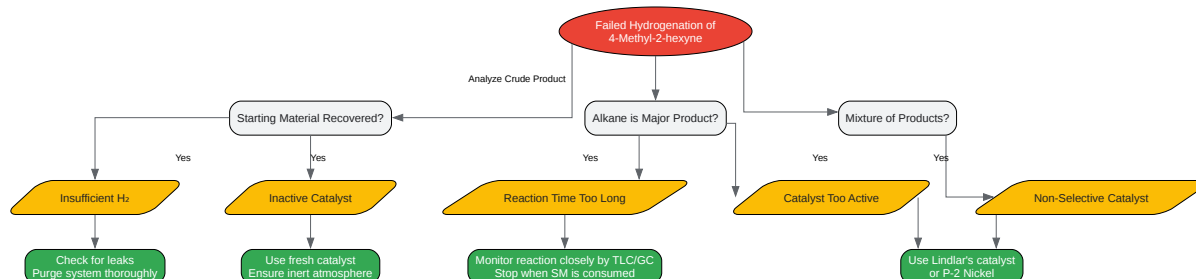 Failed Hydrogenation of
4-Methyl-2-hexyne
Analyze Crude Product
Starting Material Recovered?
Alkane is Major Product?
Mixture of Products?
Yes
Yes
Yes
Yes
Yes
Insufficient H₂
Inactive Catalyst
Reaction Time Too Long
Catalyst Too Active
Non-Selective Catalyst
Check for leaks
Purge system thoroughly
Use fresh catalyst
Ensure inert atmosphere
Monitor reaction closely by TLC/GC
Stop when SM is consumed
Use Lindlar's catalyst
or P-2 Nickel